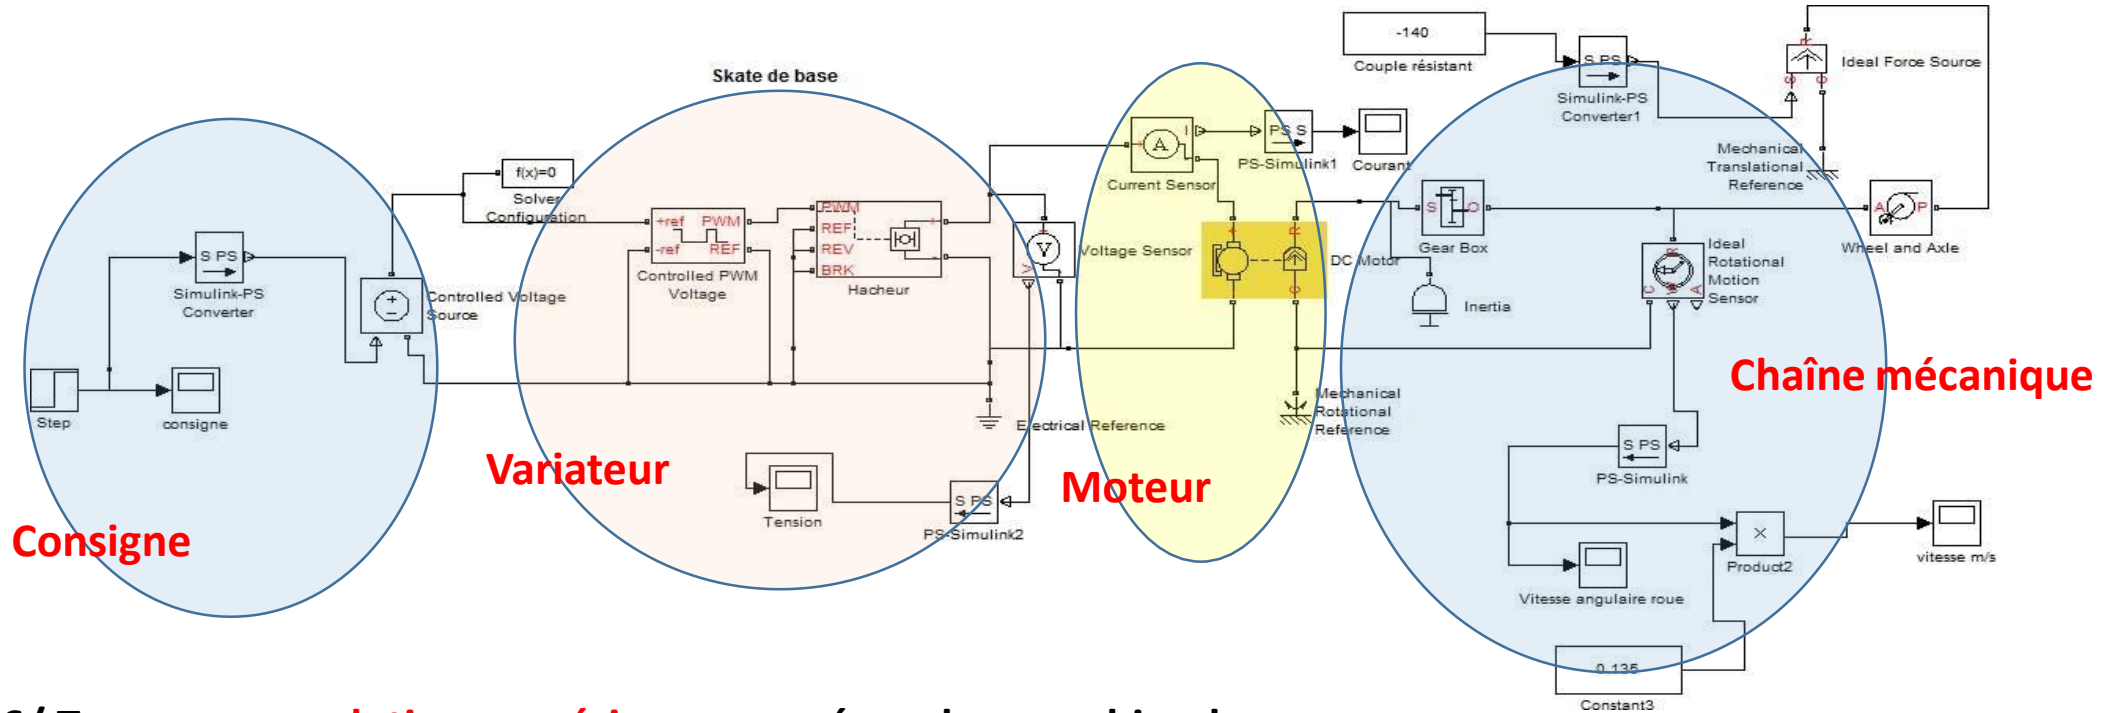 Skate de base
-140
Couple résistant
S PS
Simulink-PS
Converter1
R
S
C
Ideal Force Source
Mechanical
Translational
Reference
f(x)=0
Solver
Configuration
S PS
Simulink-PS
Converter
+
-
Controlled Voltage
Source
Step
consigne
Consigne
+ref PWM
-ref REF
Controlled PWM
Voltage
PWM
REF
REV
BRK
+
-
Hacheur
Variateur
V
+
V
Voltage Sensor
Electrical Reference
Tension
S PS
PS-Simulink2
A
+
I
Current Sensor
PS S
PS-Simulink1
Courant
+
R
C
DC Motor
Mechanical
Rotational
Reference
Moteur
S O
Gear Box
Inertia
R
C
W
A
Ideal
Rotational
Motion
Sensor
A P
Wheel and Axle
Chaîne mécanique
S PS
PS-Simulink
Vitesse angulaire roue
×
Product2
vitesse m/s
0.135
Constant3